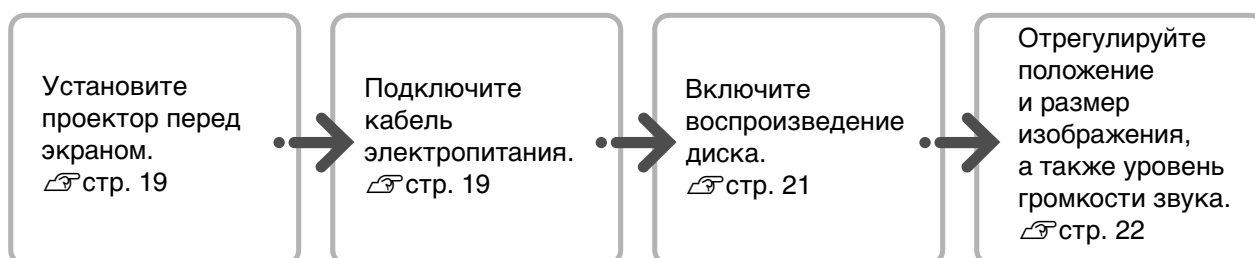 Установите
проектор перед
экраном.
стр. 19
Подключите
кабель
электропитания.
стр. 19
Включите
воспроизведение
диска.
стр. 21
Отрегулируйте
положение
и размер
изображения,
а также уровень
громкости звука.
стр. 22